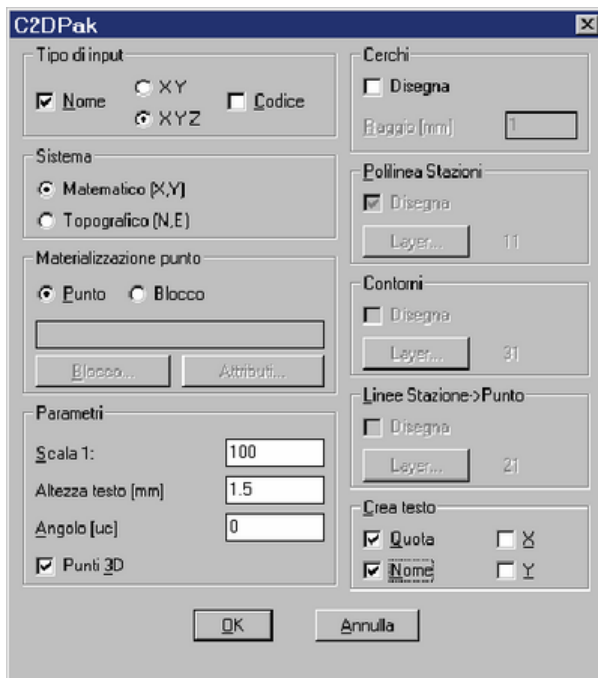 C2DPak
Tipo di input
Nome
XY
XYZ
Codice
Sistema
Matematico (X,Y)
Topografico (N,E)
Materializzazione punto
Punto
Blocco
Blocco...
Attributi...
Parametri
Scala 1:
100
Altezza testo [mm]
1.5
Angolo [uc]
0
Punti 3D
Cerchi
Disegna
Raggio [mm]
1
Polilinea Stazioni
Disegna
Layer...
11
Contorni
Disegna
Layer...
31
Linee Stazione->Punto
Disegna
Layer...
21
Crea testo
Quota
X
Nome
Y
OK
Annulla